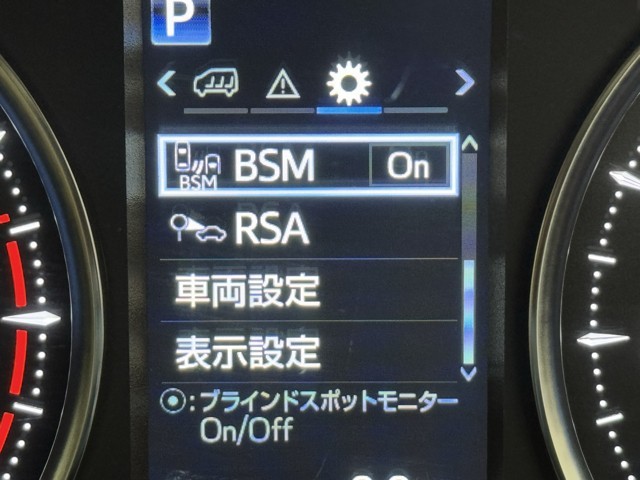 P
BSM BSM On
RSA
車両設定
表示設定
:ブラインドスポットモニター
On/Off